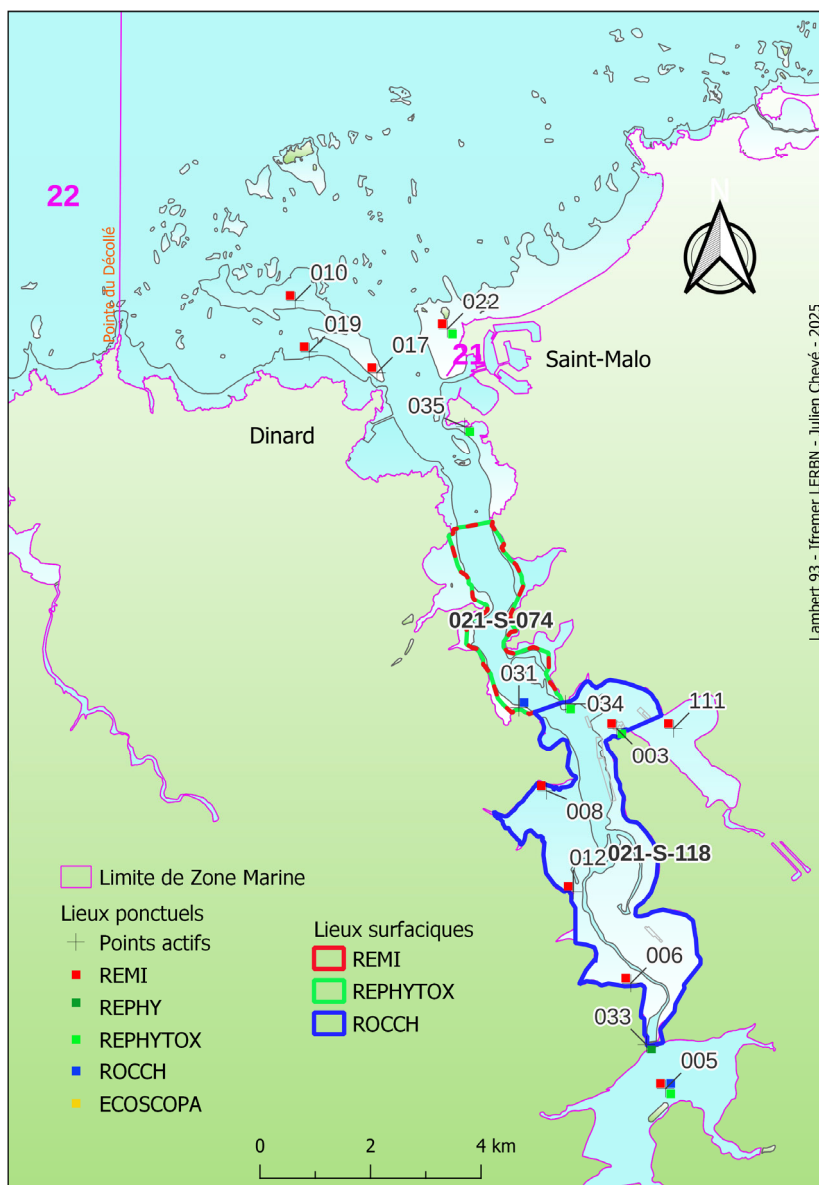 N
22
Pointe du Décollé
010
022
019
017
21
Saint-Malo
035
Dinard
Lambert 93 - Ifremer LERBN - Julien Chevé - 2025
021-S-074
031
034
111
003
008
012
021-S-118
006
033
005
Limite de Zone Marine
Lieux ponctuels
Points actifs
REMI
REPHY
REPHYTOX
ROCCH
ECOSCOPA
Lieux surfaciques
REMI
REPHYTOX
ROCCH
0 2 4 km